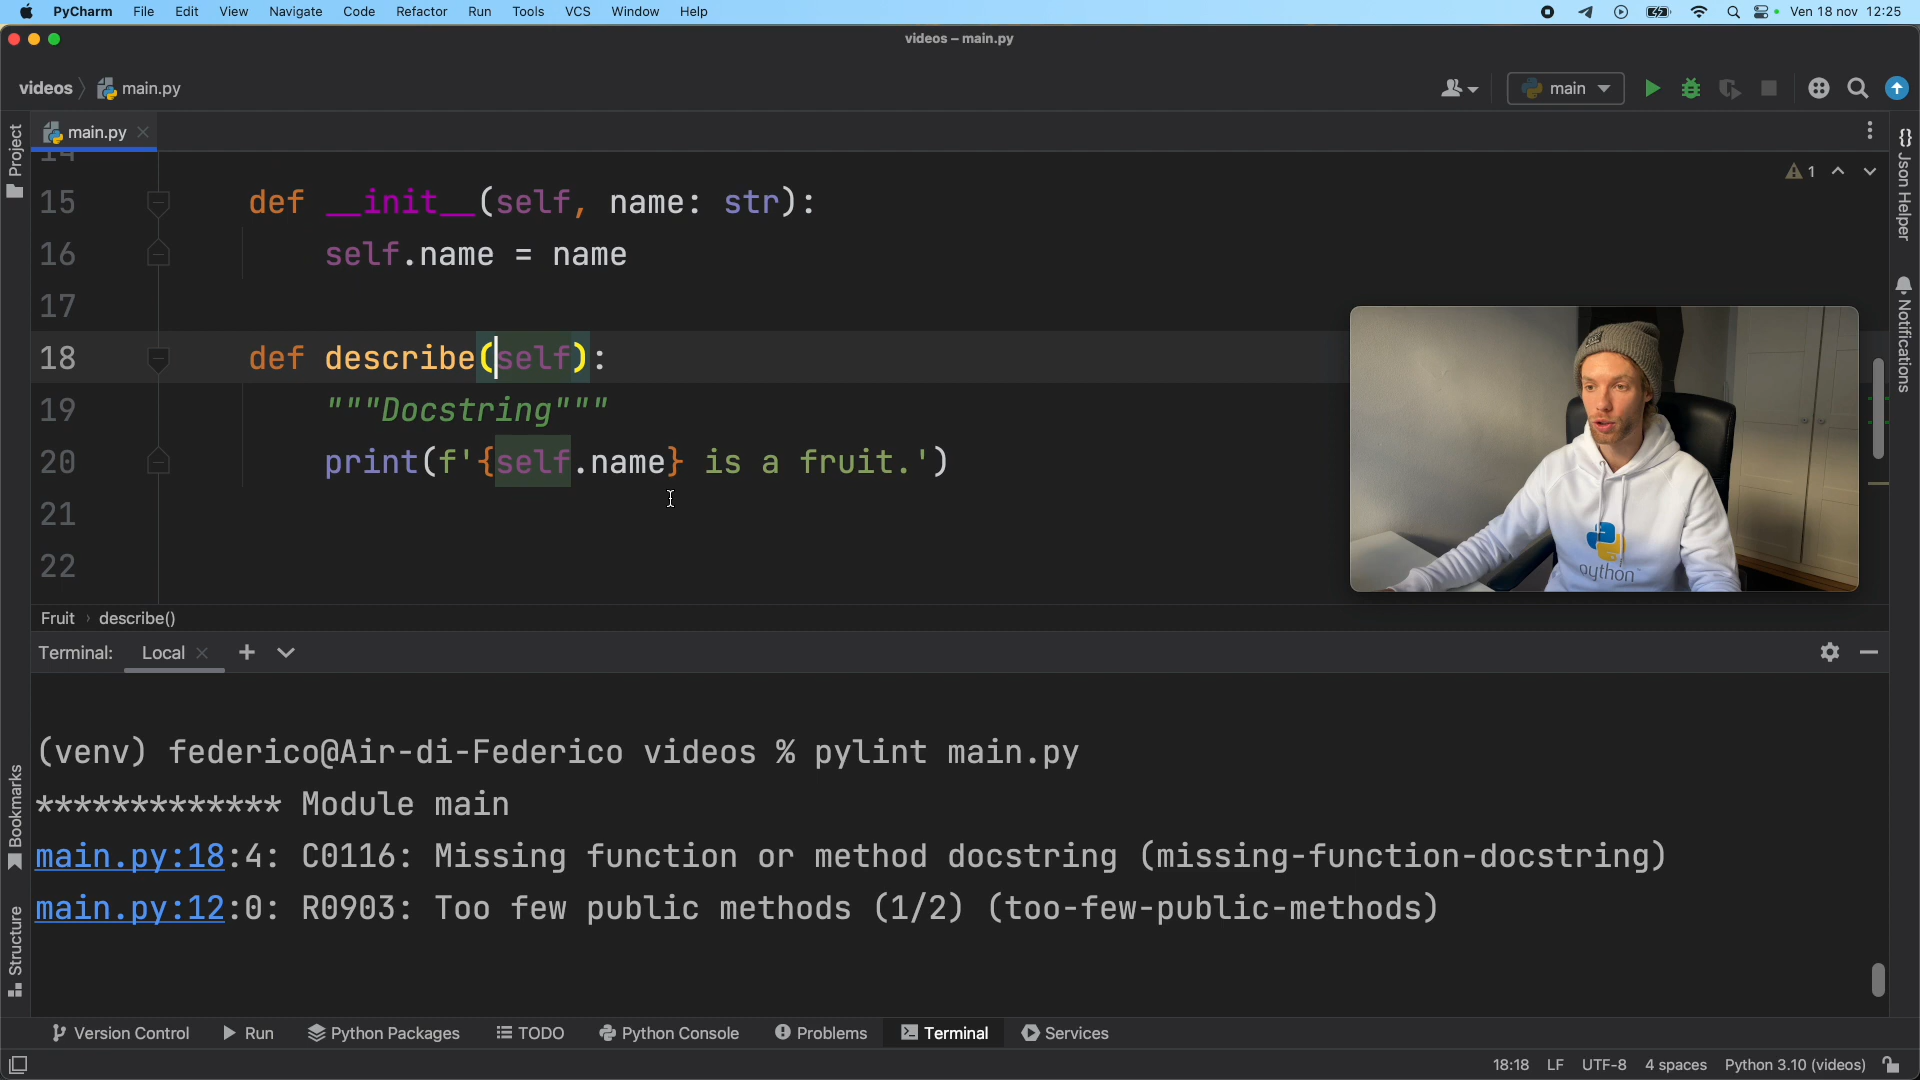 PyCharm File Edit View Navigate Code Refactor Run Tools VCS Window Help Ven 18 nov 12:25
videos – main.py
videos main.py main
Project
main.py
14
1
15 def __init__(self, name: str):
16 self.name = name
17
18 def describe(self):
19 """Docstring"""
20 print(f'{self.name} is a fruit.')
21
22
python
Json Helper
Notifications
Fruit › describe()
Terminal: Local
(venv) federico@Air-di-Federico videos % pylint main.py
************* Module main
main.py:18:4: C0116: Missing function or method docstring (missing-function-docstring)
main.py:12:0: R0903: Too few public methods (1/2) (too-few-public-methods)
Bookmarks
Structure
Version Control Run Python Packages TODO Python Console Problems Terminal Services
18:18 LF UTF-8 4 spaces Python 3.10 (videos)